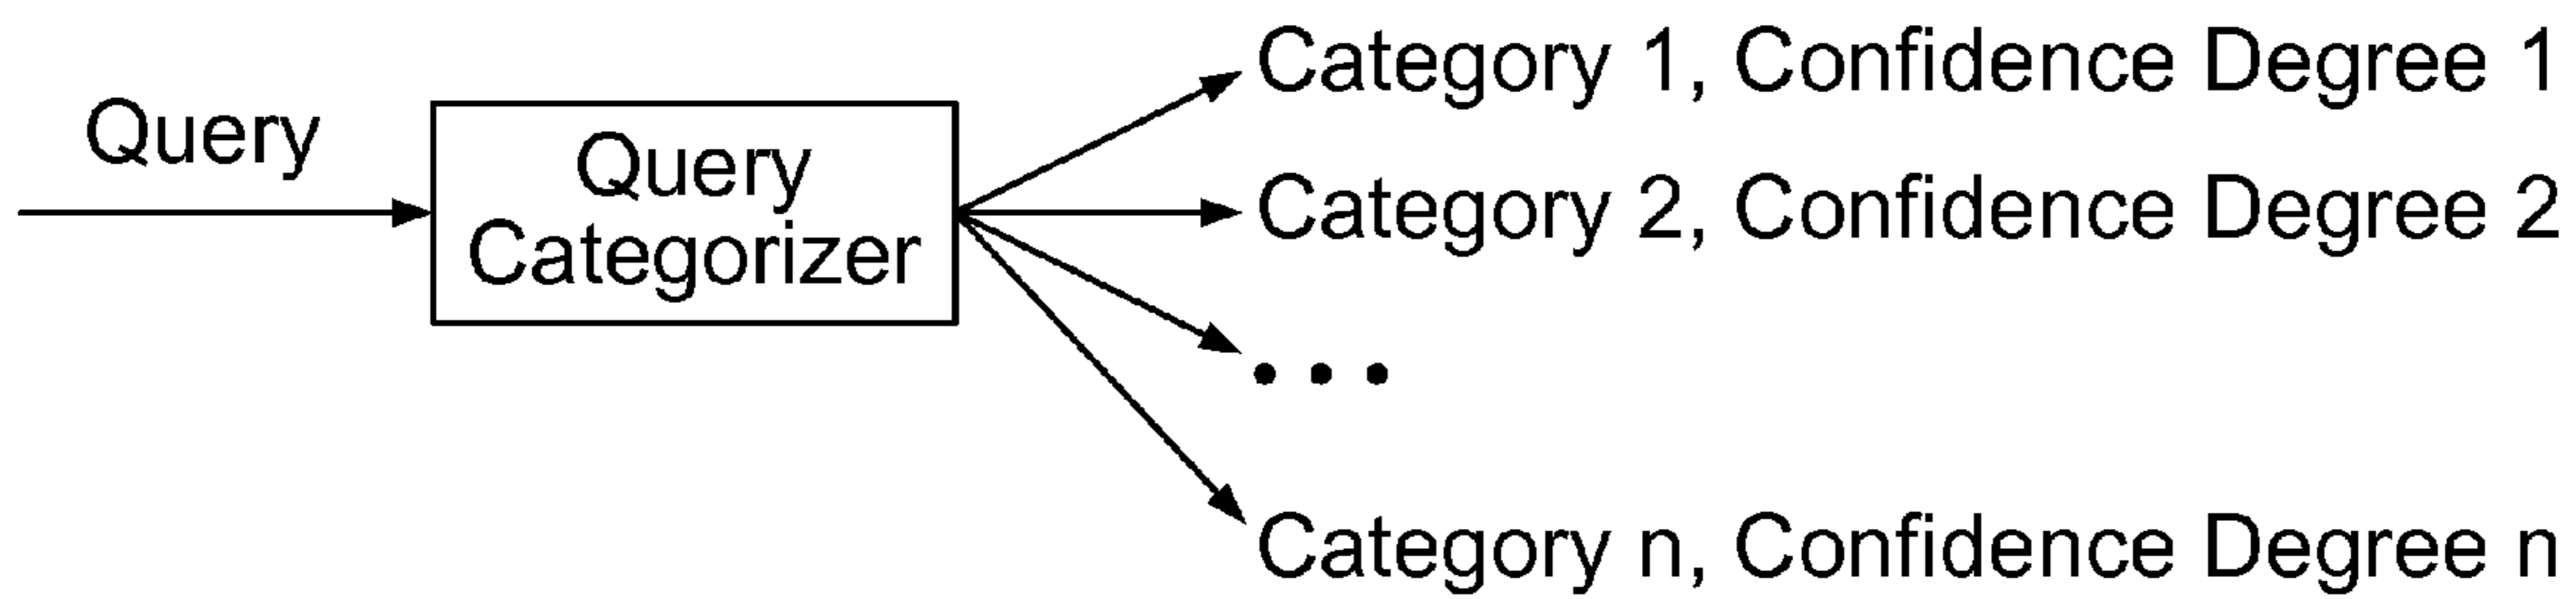 Query
Query
Categorizer
Category 1, Confidence Degree 1
Category 2, Confidence Degree 2
• • •
Category n, Confidence Degree n